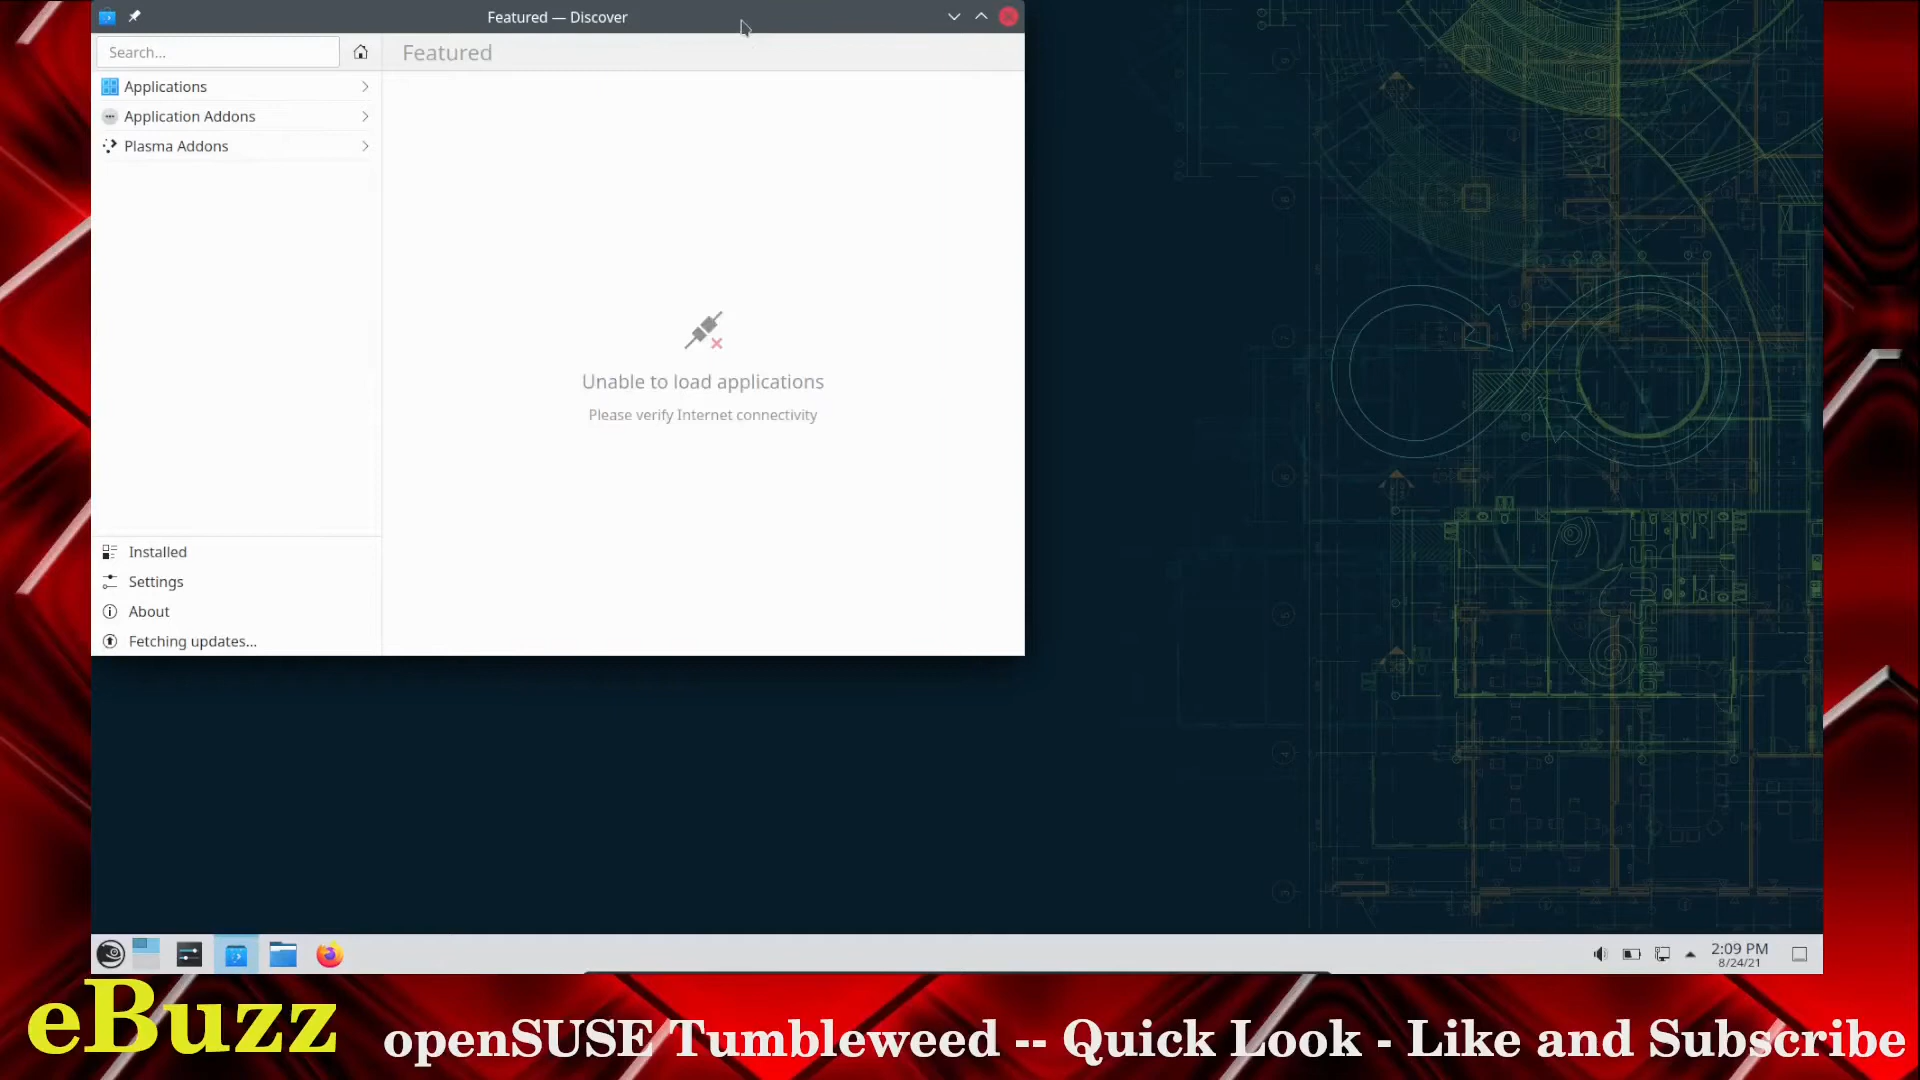 Featured — Discover
Search...
Featured
Applications
Application Addons
Plasma Addons
Unable to load applications
Please verify Internet connectivity
Installed
Settings
About
Fetching updates...
openSUSE
2:09 PM
8/24/21
eBuzz
openSUSE Tumbleweed -- Quick Look - Like and Subscribe